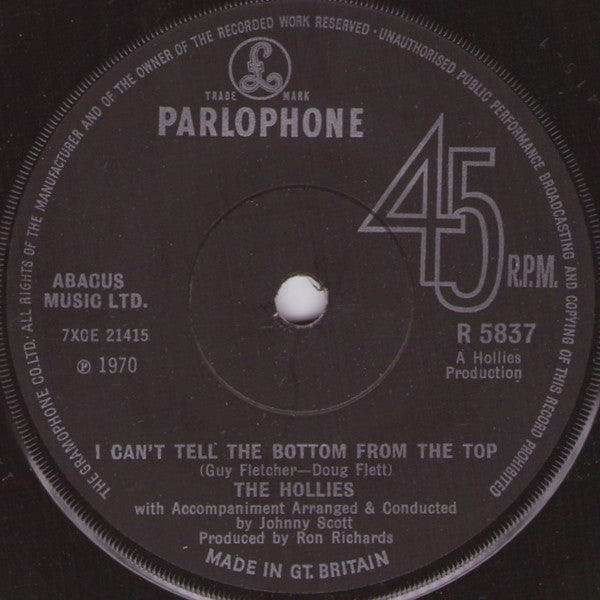 THE GRAMOPHONE CO. LTD. ALL RIGHTS OF THE MANUFACTURER AND OF THE OWNER OF THE RECORDED WORK RESERVED · UNAUTHORISED PUBLIC PERFORMANCE BROADCASTING AND COPYING OF THIS RECORD PROHIBITED
£
TRADE MARK
PARLOPHONE
45 R.P.M.
ABACUS
MUSIC LTD.
7XCE 21415
Ⓟ 1970
R 5837
A Hollies
Production
I CAN'T TELL THE BOTTOM FROM THE TOP
(Guy Fletcher—Doug Flett)
THE HOLLIES
with Accompaniment Arranged & Conducted
by Johnny Scott
Produced by Ron Richards
MADE IN GT. BRITAIN